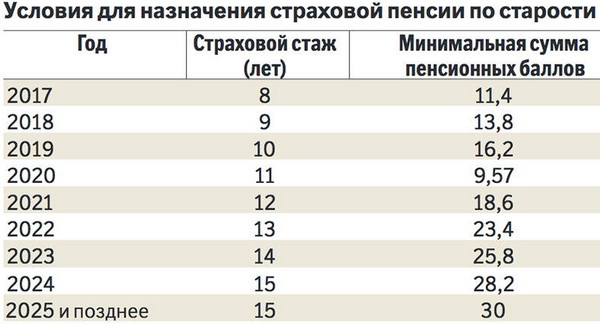 Условия для назначения страховой пенсии по старости
Год Страховой стаж Минимальная сумма
(лет) пенсионных баллов
2017 8 11,4
2018 9 13,8
2019 10 16,2
2020 11 9,57
2021 12 18,6
2022 13 23,4
2023 14 25,8
2024 15 28,2
2025 и позднее 15 30